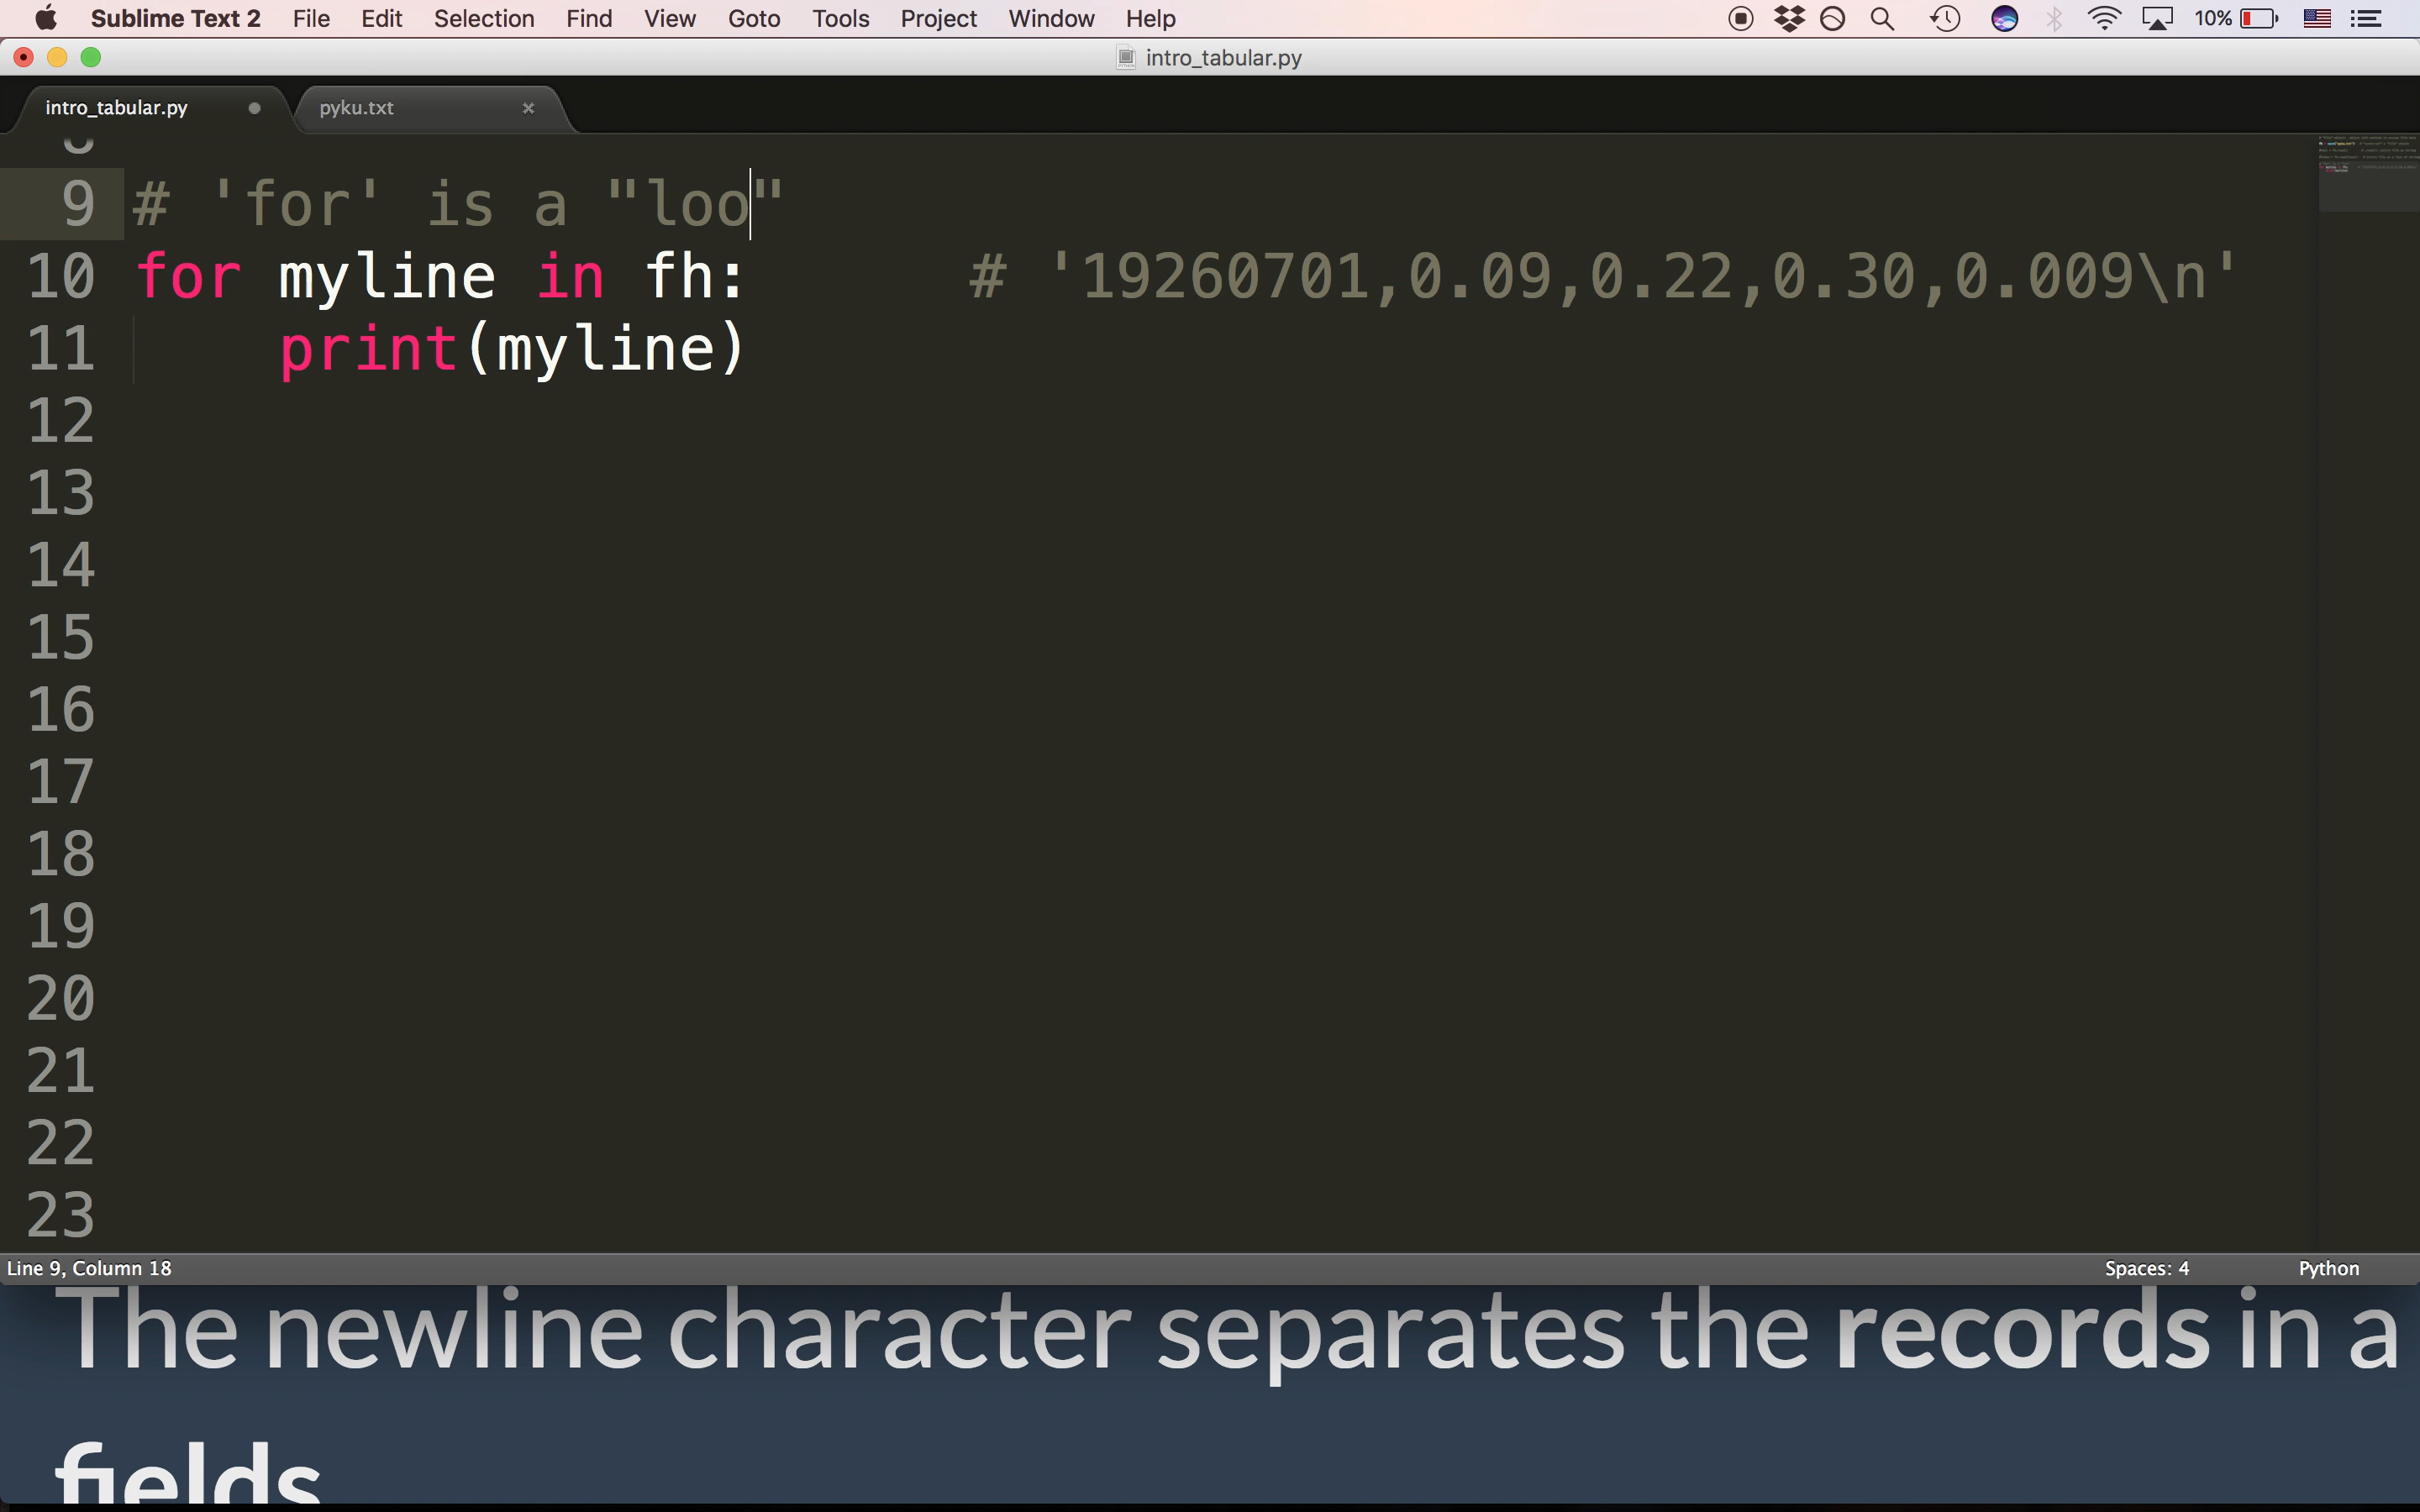 Sublime Text 2 File Edit Selection Find View Goto Tools Project Window Help 10%
intro_tabular.py
intro_tabular.py pyku.txt
9 # 'for' is a "loo"
10 for myline in fh: # '19260701,0.09,0.22,0.30,0.009\n'
11 print(myline)
12
13
14
15
16
17
18
19
20
21
22
23
Line 9, Column 18 Spaces: 4 Python
The newline character separates the records in a
fields